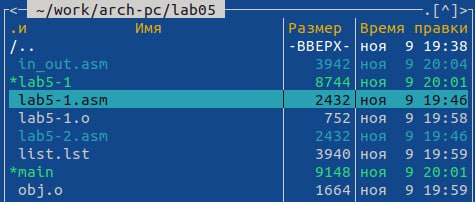 ~/work/arch-pc/lab05 .[^]>
.и Имя Размер Время правки
/.. -ВВЕРХ- ноя 9 19:38
in_out.asm 3942 ноя 9 20:04
*lab5-1 8744 ноя 9 20:01
lab5-1.asm 2432 ноя 9 19:46
lab5-1.o 752 ноя 9 19:58
lab5-2.asm 2432 ноя 9 19:46
list.lst 3940 ноя 9 19:59
*main 9148 ноя 9 20:01
obj.o 1664 ноя 9 19:59